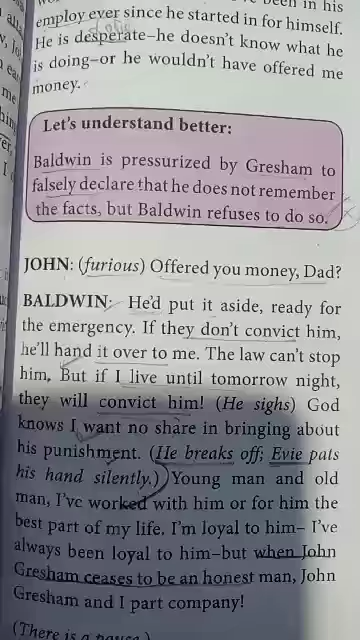 been in his
employ ever since he started in for himself.
He is desperate–he doesn't know what he
is doing–or he wouldn't have offered me
money.
Let's understand better:
Baldwin is pressurized by Gresham to
falsely declare that he does not remember
the facts, but Baldwin refuses to do so.
JOHN: (furious) Offered you money, Dad?
BALDWIN: He'd put it aside, ready for
the emergency. If they don't convict him,
he'll hand it over to me. The law can't stop
him. But if I live until tomorrow night,
they will convict him! (He sighs) God
knows I want no share in bringing about
his punishment. (He breaks off; Evie pats
his hand silently.) Young man and old
man, I've worked with him or for him the
best part of my life. I'm loyal to him– I've
always been loyal to him–but when John
Gresham ceases to be an honest man, John
Gresham and I part company!
(There is a pause.)